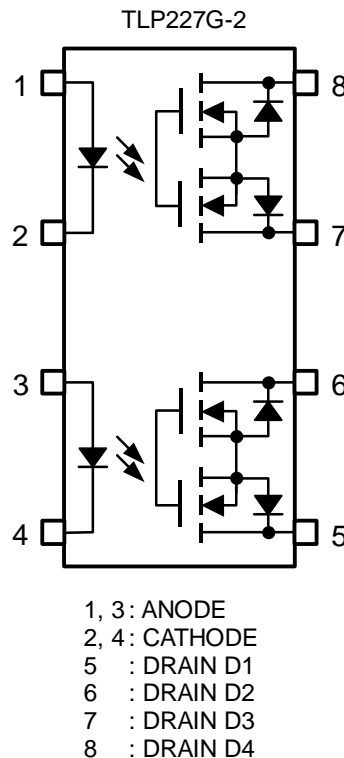 TLP227G-2
1
8
2
7
3
6
4
5
1, 3 : ANODE
2, 4 : CATHODE
5 : DRAIN D1
6 : DRAIN D2
7 : DRAIN D3
8 : DRAIN D4